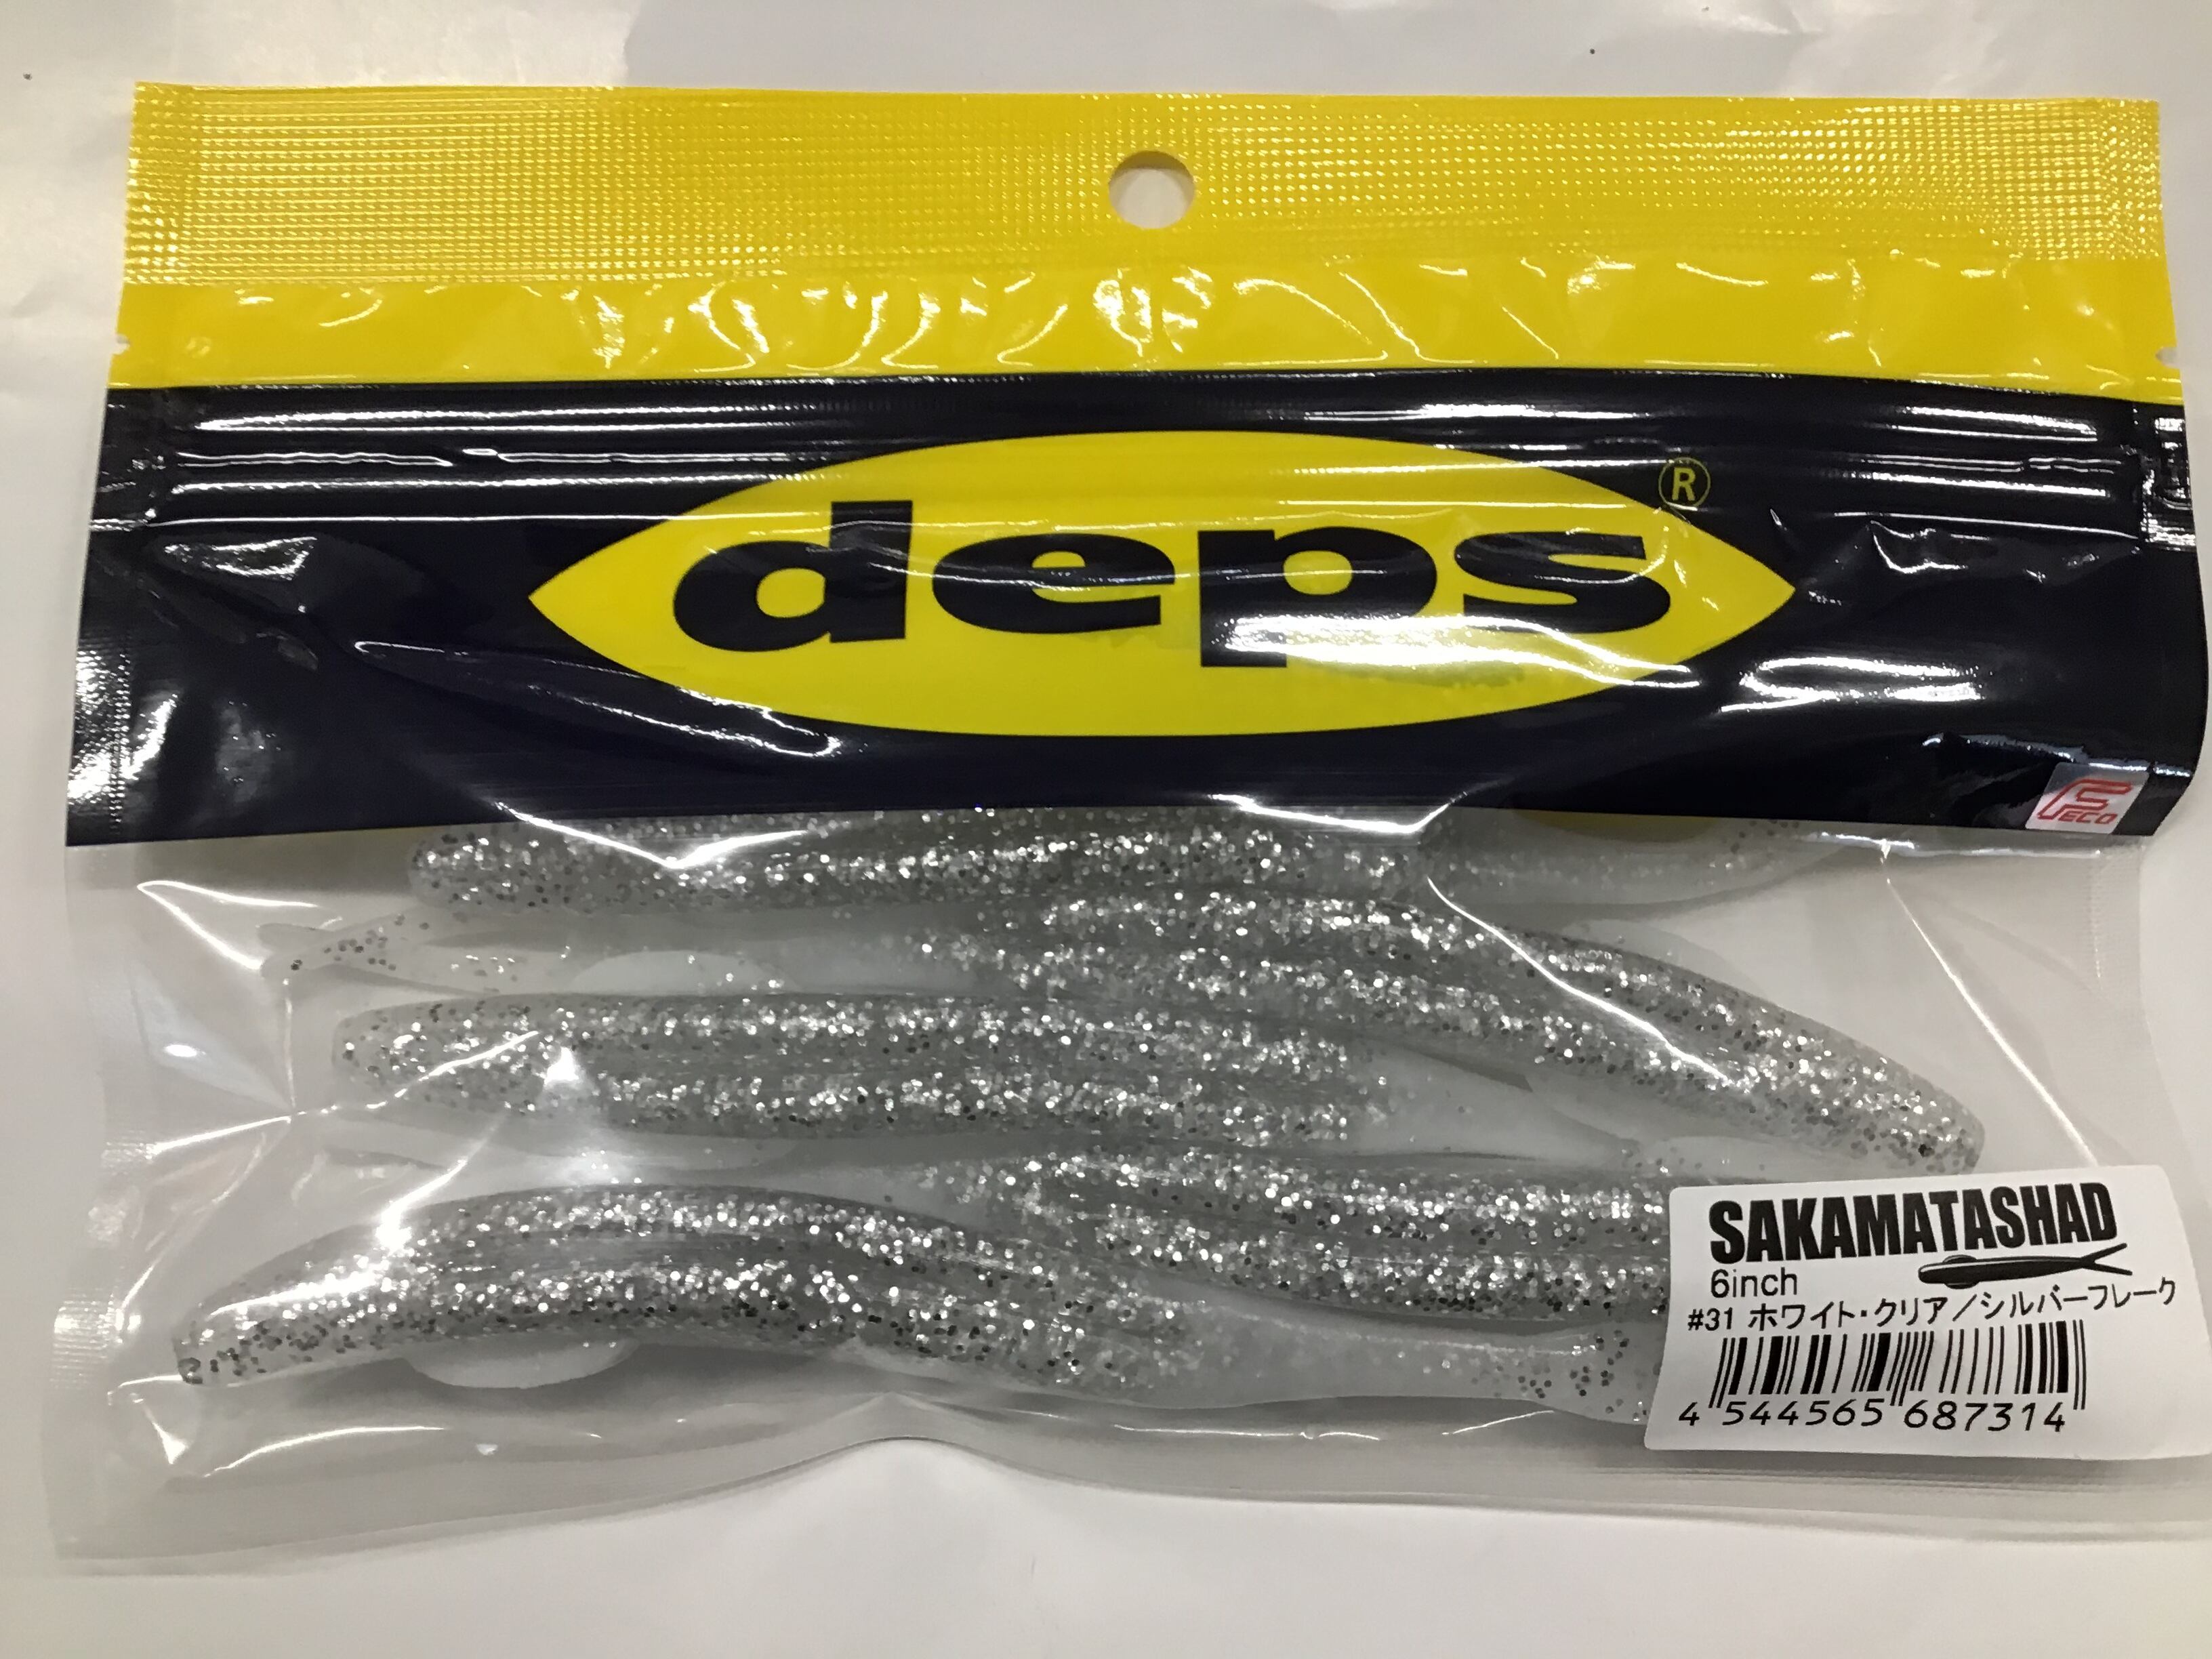 deps®
FECO
SAKAMATASHAD
6inch
#31 ホワイト・クリア／シルバーフレーク
4 544565 687314